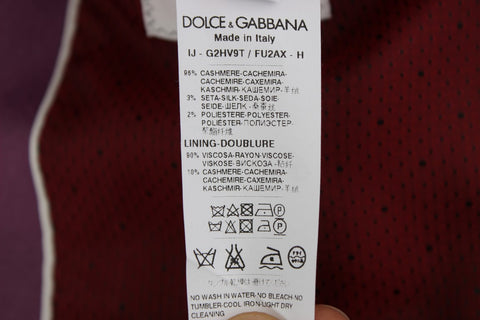 DOLCE & GABBANA
Made in Italy
IJ - G2HV9T / FU2AX - H
95% CASHMERE-CACHEMIRA-
CACHEMIRE-CAXEMIRA-
KASCHMIR-КАШЕМИР-羊绒
3% SETA-SILK-SEDA-SOIE-
SEIDE-ШЕЛК - 桑蚕丝
2% POLIESTERE-POLYESTER-
POLIÉSTER-ПОЛИЭСТЕР-
聚酯纤维
LINING-DOUBLURE
90% VISCOSA-RAYON-VISCOSE-
VISKOSE-ВИСКОЗА-粘纤
10% CASHMERE-CACHEMIRA-
CACHEMIRE-CAXEMIRA-
KASCHMIR-КАШЕМИР-羊绒
NO WASH IN WATER-NO BLEACH-NO
TUMBLER-COOL IRON-LIGHT DRY
CLEANING